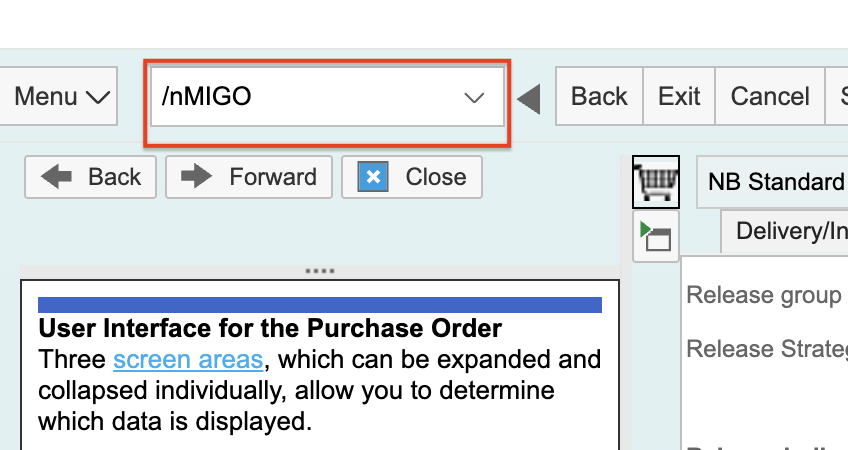 Menu
/nMIGO
Back
Exit
Cancel
Back
Forward
Close
NB Standard
Delivery/In
Release group
Release Strate
User Interface for the Purchase Order
Three screen areas, which can be expanded and
collapsed individually, allow you to determine
which data is displayed.